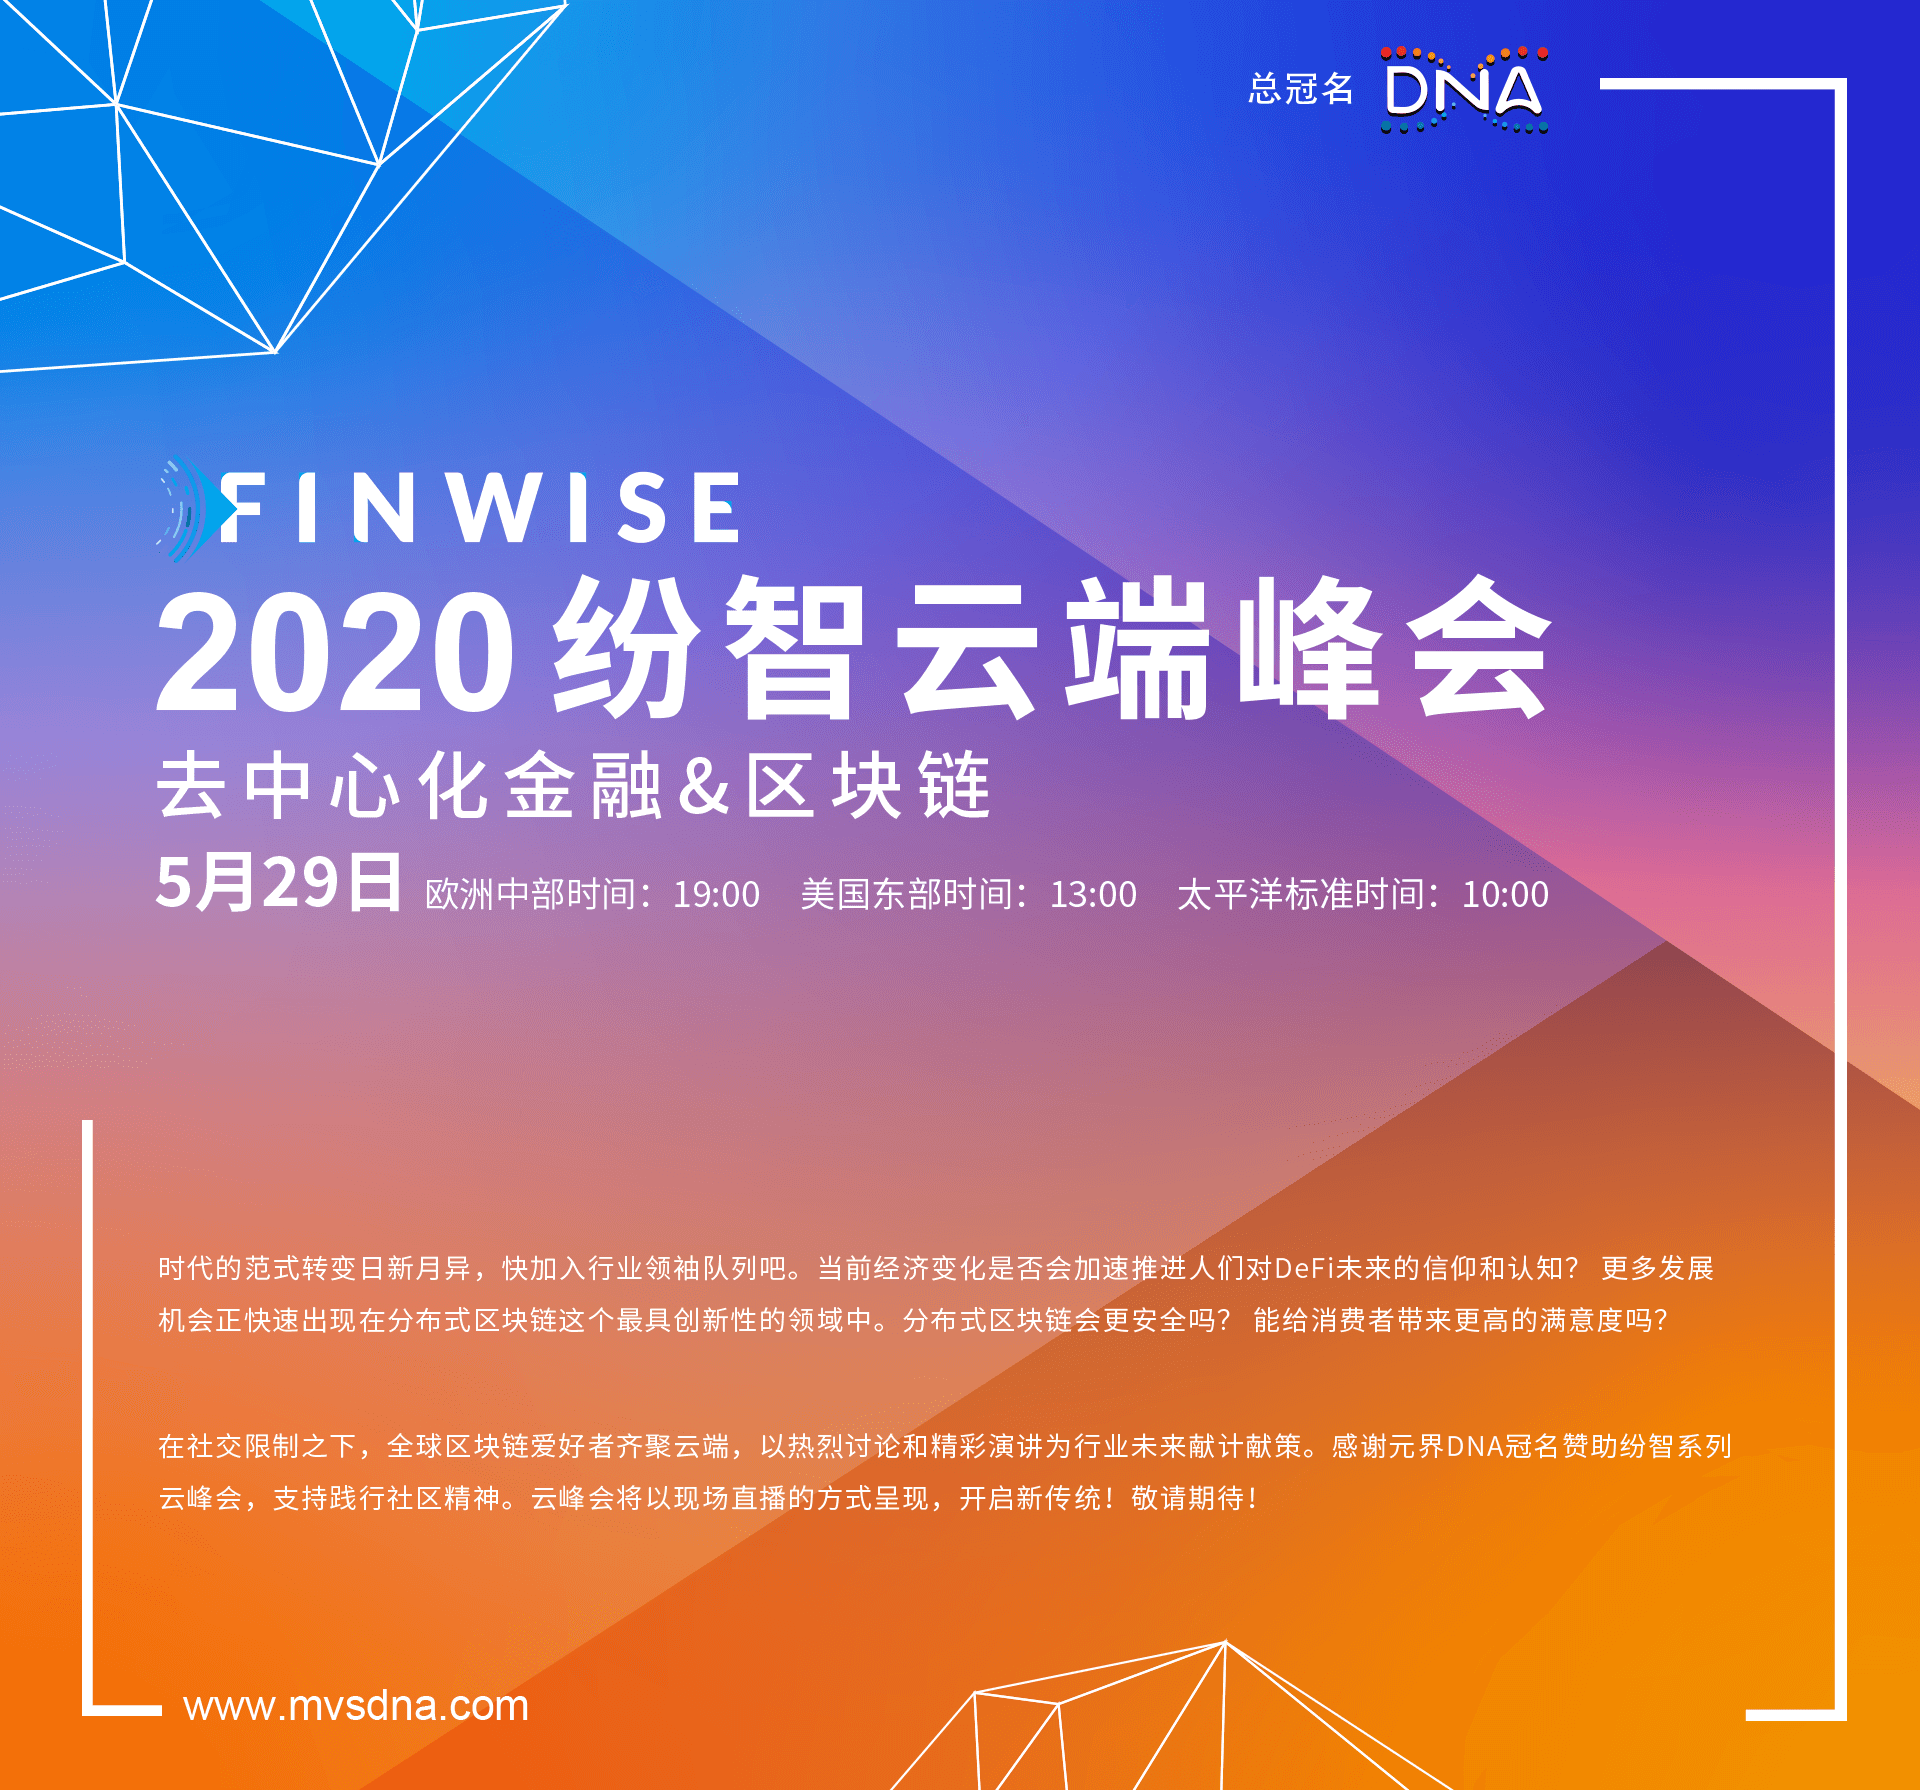 总冠名 DNA
FINWISE
2020 纷智云端峰会
去中心化金融&区块链
5月29日 欧洲中部时间：19:00 美国东部时间：13:00 太平洋标准时间：10:00
时代的范式转变日新月异，快加入行业领袖队列吧。当前经济变化是否会加速推进人们对DeFi未来的信仰和认知？ 更多发展
机会正快速出现在分布式区块链这个最具创新性的领域中。分布式区块链会更安全吗？ 能给消费者带来更高的满意度吗？
在社交限制之下，全球区块链爱好者齐聚云端，以热烈讨论和精彩演讲为行业未来献计献策。感谢元界DNA冠名赞助纷智系列
云峰会，支持践行社区精神。云峰会将以现场直播的方式呈现，开启新传统！敬请期待！
www.mvsdna.com